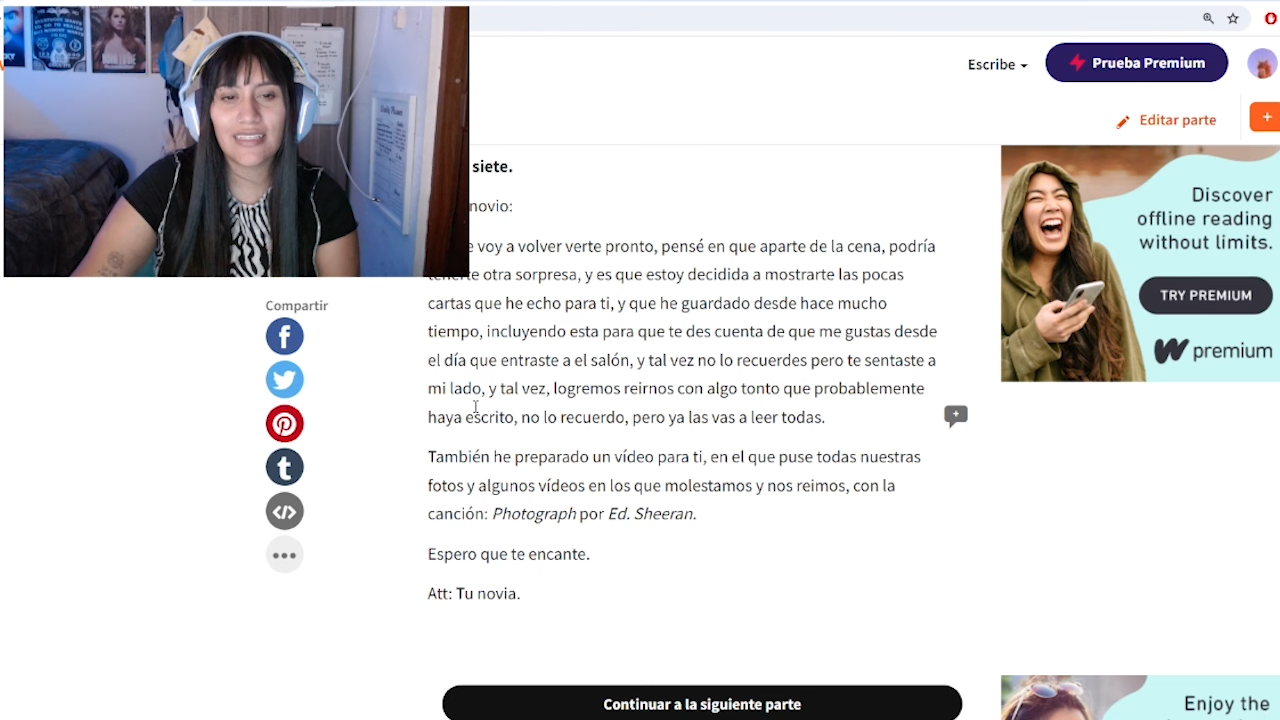 Escribe
Prueba Premium
Editar parte
siete.
novio:
voy a volver verte pronto, pensé en que aparte de la cena, podría
tenerte otra sorpresa, y es que estoy decidida a mostrarte las pocas
cartas que he echo para ti, y que he guardado desde hace mucho
tiempo, incluyendo esta para que te des cuenta de que me gustas desde
el día que entraste a el salón, y tal vez no lo recuerdes pero te sentaste a
mi lado, y tal vez, logremos reirnos con algo tonto que probablemente
haya escrito, no lo recuerdo, pero ya las vas a leer todas.
También he preparado un vídeo para ti, en el que puse todas nuestras
fotos y algunos vídeos en los que molestamos y nos reimos, con la
canción: Photograph por Ed. Sheeran.
Espero que te encante.
Att: Tu novia.
Continuar a la siguiente parte
Compartir
Discover
offline reading
without limits.
TRY PREMIUM
premium
Enjoy the